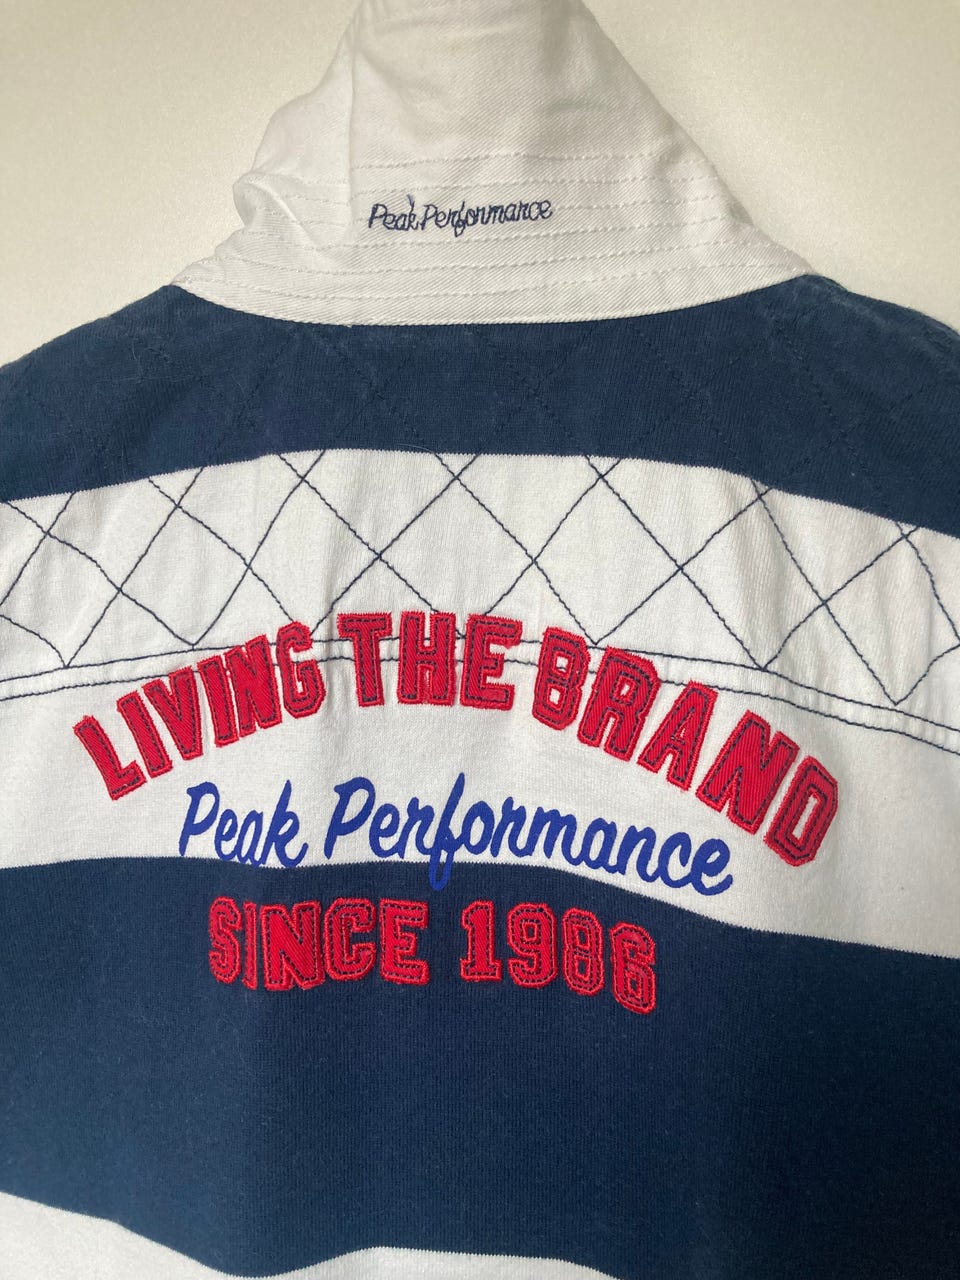 Peak Performance
LIVING THE BRAND
Peak Performance
SINCE 1986